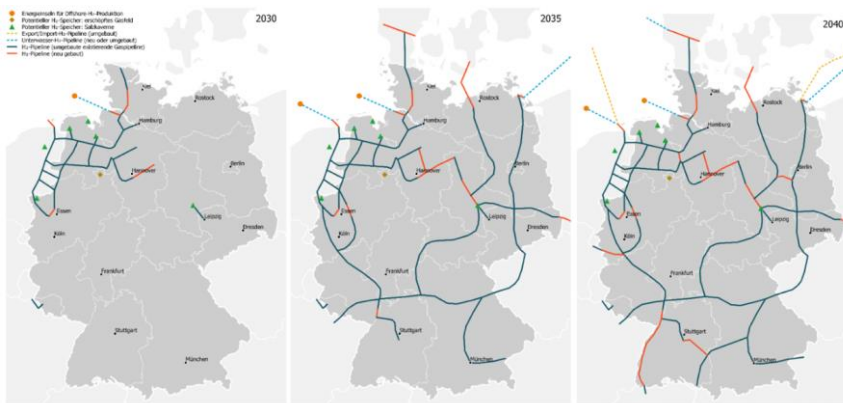 Energieinseln für Offshore-H₂-Produktion
Potentieller H₂-Speicher: erschöpftes Gasfeld
Potentieller H₂-Speicher: Salzkaverne
Export/Import-H₂-Pipeline (umgebaut)
Unterwasser-H₂-Pipeline (neu oder umgebaut)
H₂-Pipeline (umgebaute existierende Gaspipeline)
H₂-Pipeline (neu gebaut)
2030
Kiel
Rostock
Hamburg
Berlin
Hannover
Essen
Leipzig
Köln
Dresden
Frankfurt
Stuttgart
München
2035
Kiel
Rostock
Hamburg
Berlin
Hannover
Essen
Leipzig
Köln
Dresden
Frankfurt
Stuttgart
München
2040
Kiel
Rostock
Hamburg
Berlin
Hannover
Essen
Leipzig
Köln
Dresden
Frankfurt
Stuttgart
München